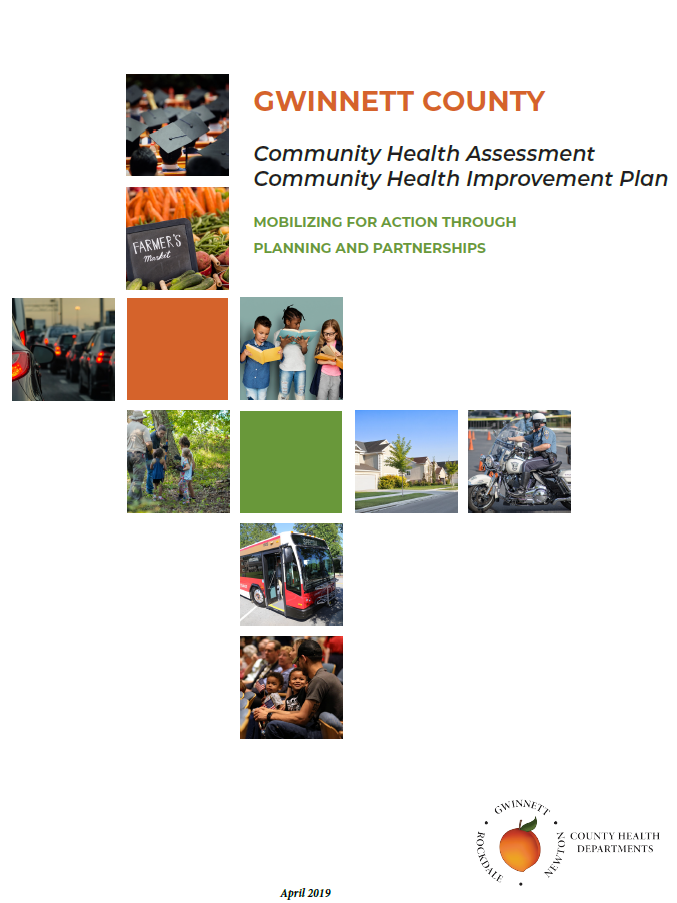 GWINNETT COUNTY
Community Health Assessment
Community Health Improvement Plan
MOBILIZING FOR ACTION THROUGH
PLANNING AND PARTNERSHIPS
FARMER'S
Market
GWINNETT
NEWTON
ROCKDALE
COUNTY HEALTH
DEPARTMENTS
April 2019